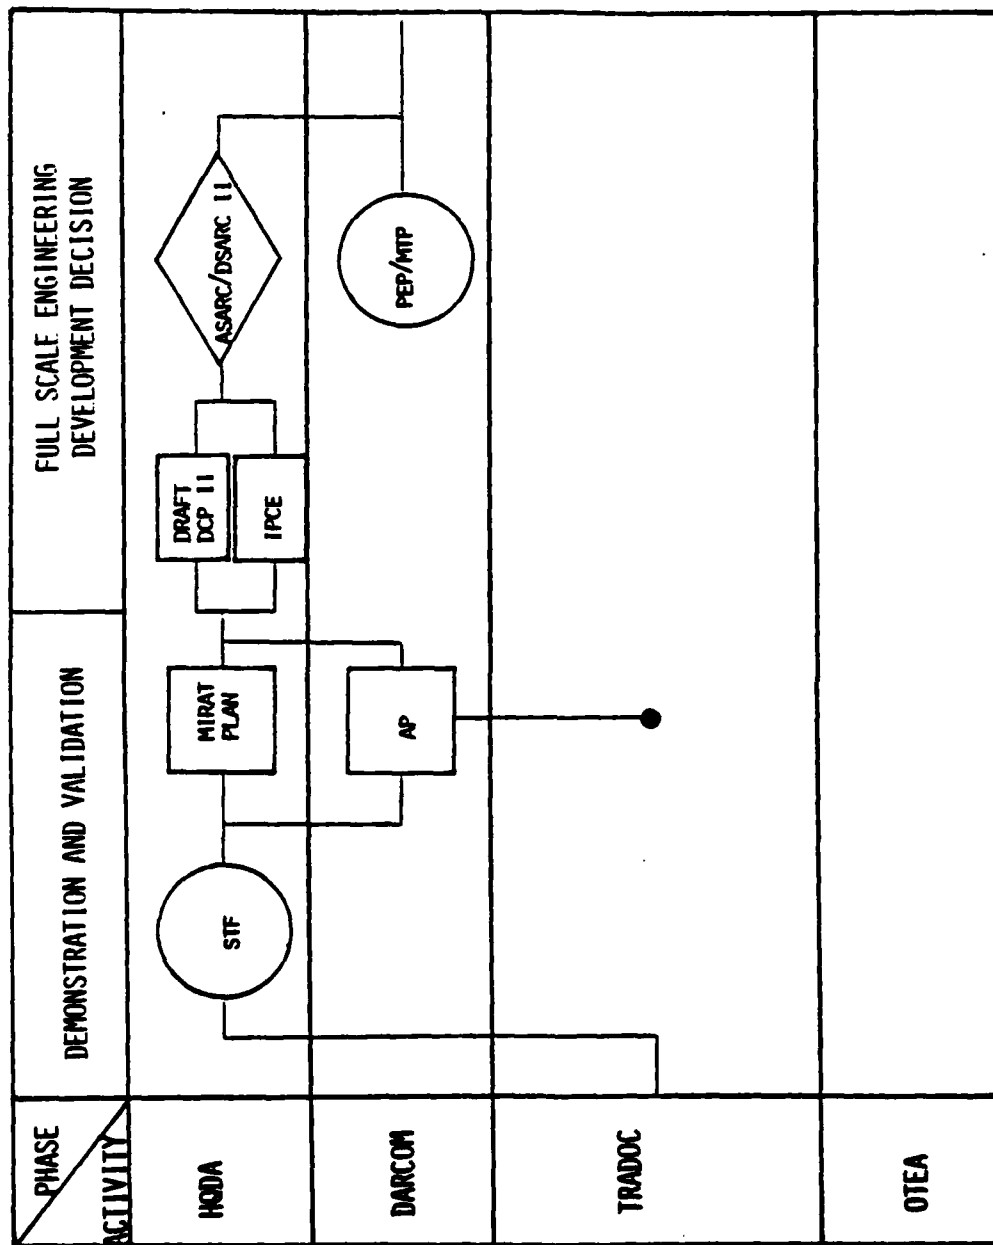 PHASE
ACTIVITY
DEMONSTRATION AND VALIDATION
FULL SCALE ENGINEERING
DEVELOPMENT DECISION
HQDA
STF
MIRAT
PLAN
DRAFT
DCP II
IPCE
ASARC/DSARC II
DARCOM
AP
PEP/MTP
TRADOC
OTEA